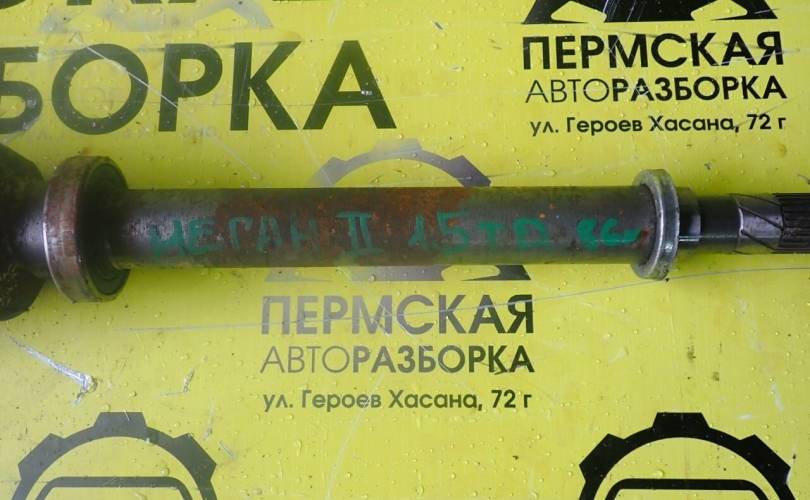 БОРКА
ПЕРМСКАЯ
АВТОРАЗБОРКА
ул. Героев Хасана, 72 г
МЕГАН II 1.5TD
ПЕРМСКАЯ
АВТОРАЗБОРКА
ул. Героев Хасана, 72 г